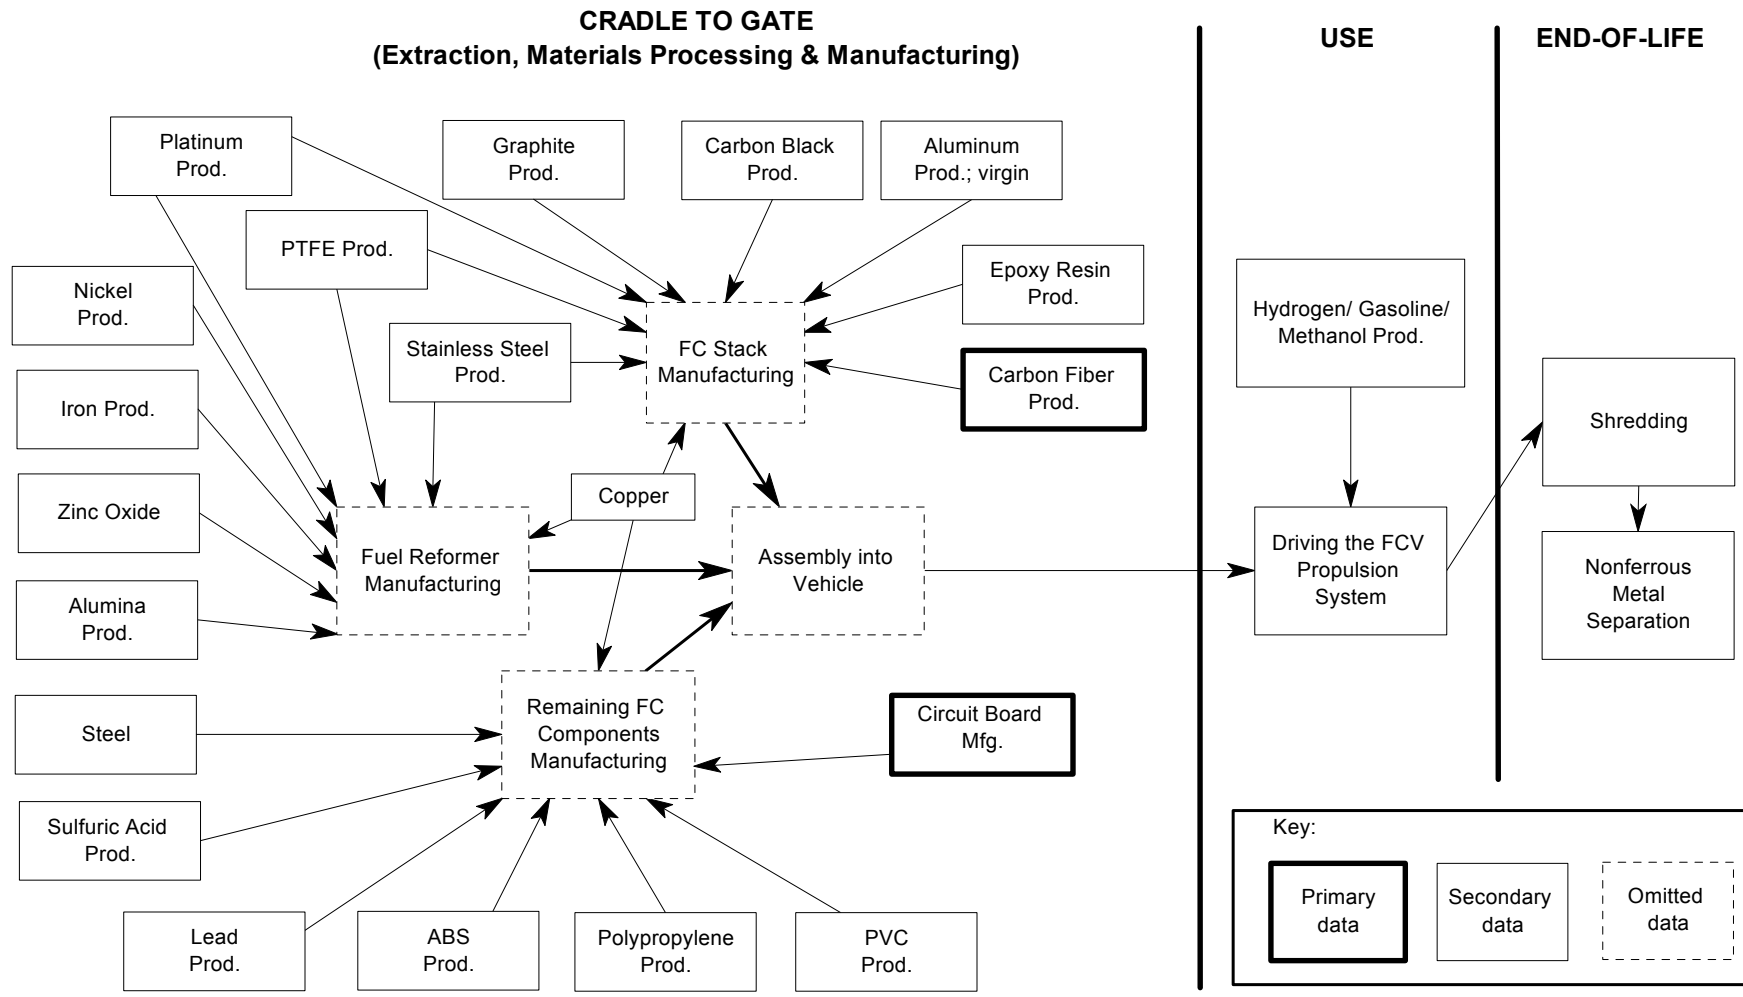 CRADLE TO GATE
(Extraction, Materials Processing & Manufacturing)
USE
END-OF-LIFE
Platinum
Prod.
Graphite
Prod.
Carbon Black
Prod.
Aluminum
Prod.; virgin
PTFE Prod.
Nickel
Prod.
Epoxy Resin
Prod.
Stainless Steel
Prod.
FC Stack
Manufacturing
Carbon Fiber
Prod.
Iron Prod.
Zinc Oxide
Copper
Fuel Reformer
Manufacturing
Assembly into
Vehicle
Alumina
Prod.
Steel
Remaining FC
Components
Manufacturing
Circuit Board
Mfg.
Sulfuric Acid
Prod.
Lead
Prod.
ABS
Prod.
Polypropylene
Prod.
PVC
Prod.
Hydrogen/ Gasoline/
Methanol Prod.
Driving the FCV
Propulsion
System
Shredding
Nonferrous
Metal
Separation
Key:
Primary
data
Secondary
data
Omitted
data